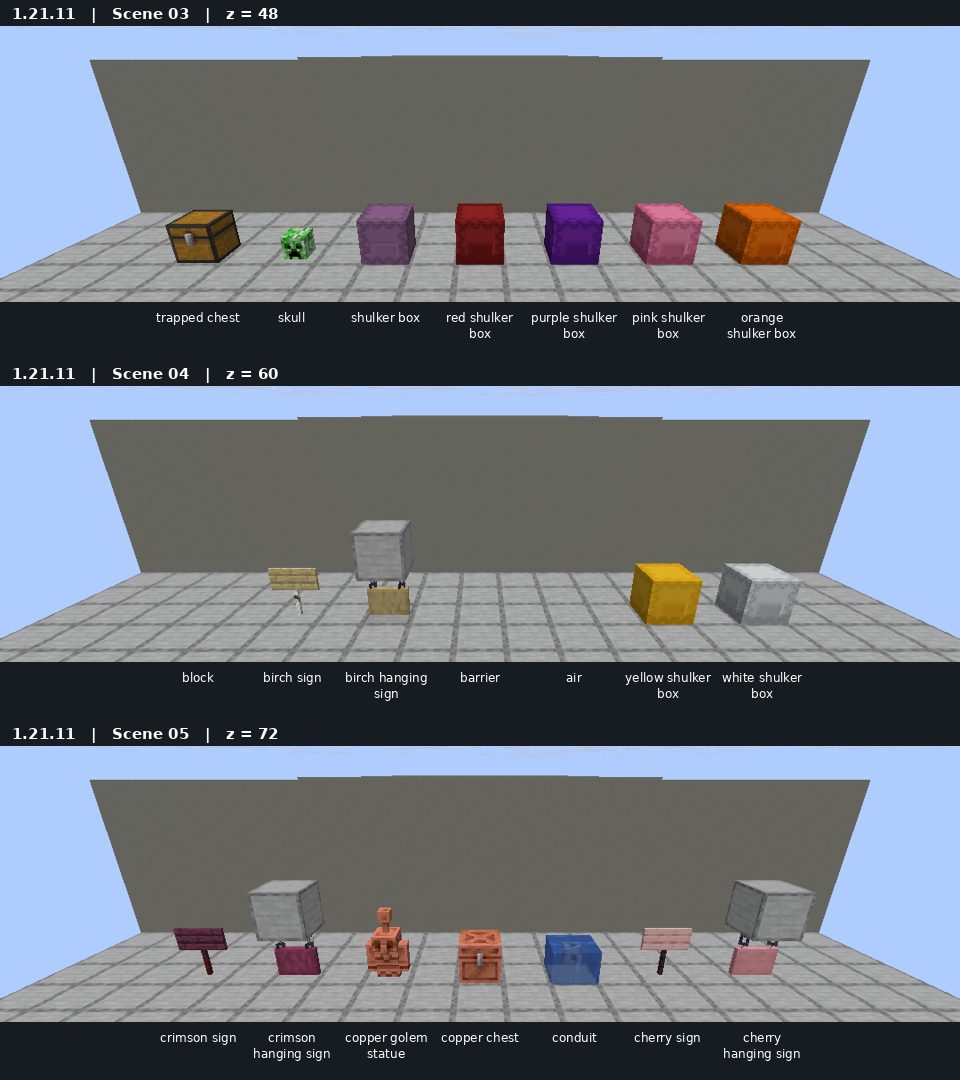 1.21.11 | Scene 03 | z = 48
trapped chest
skull
shulker box
red shulker
box
purple shulker
box
pink shulker
box
orange
shulker box
1.21.11 | Scene 04 | z = 60
block
birch sign
birch hanging
sign
barrier
air
yellow shulker
box
white shulker
box
1.21.11 | Scene 05 | z = 72
crimson sign
crimson
hanging sign
copper golem
statue
copper chest
conduit
cherry sign
cherry
hanging sign